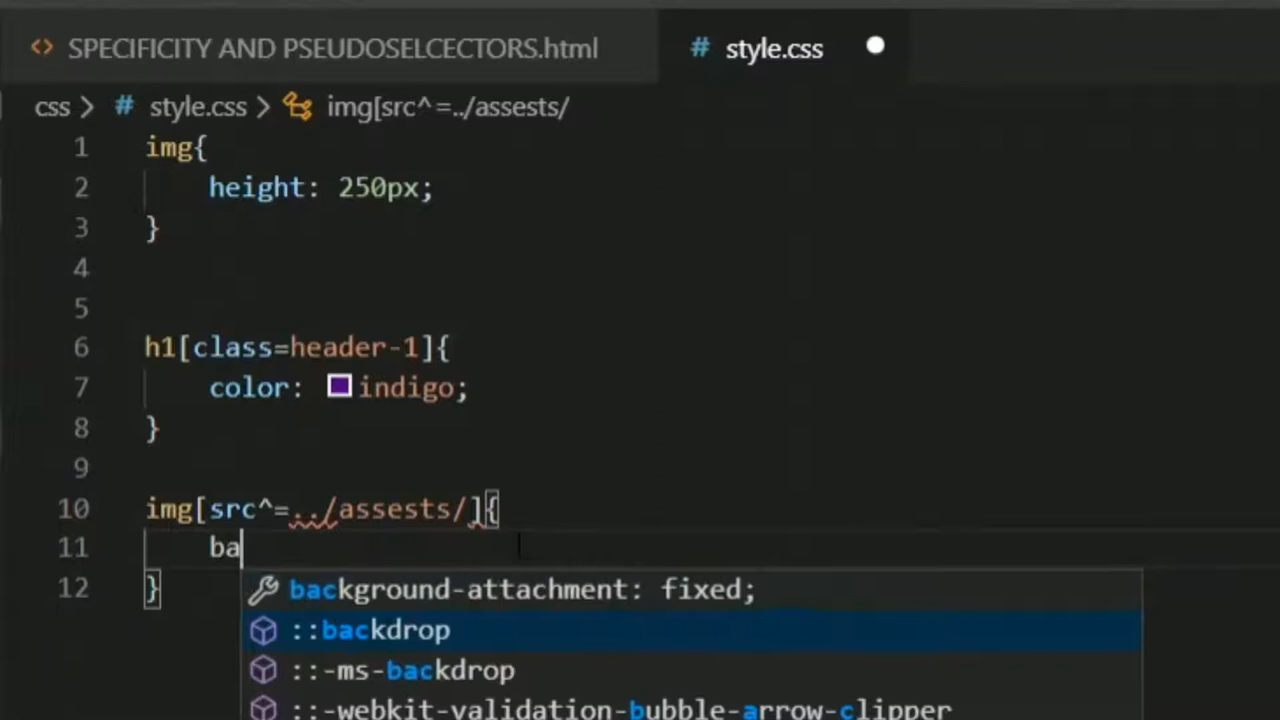 <> SPECIFICITY AND PSEUDOSELCECTORS.html # style.css
css > # style.css > img[src^=../assests/
1 img{
2 height: 250px;
3 }
4
5
6 h1[class=header-1]{
7 color: indigo;
8 }
9
10 img[src^=../assests/]{
11 ba
12 }
background-attachment: fixed;
::backdrop
::-ms-backdrop
::-webkit-validation-bubble-arrow-clipper